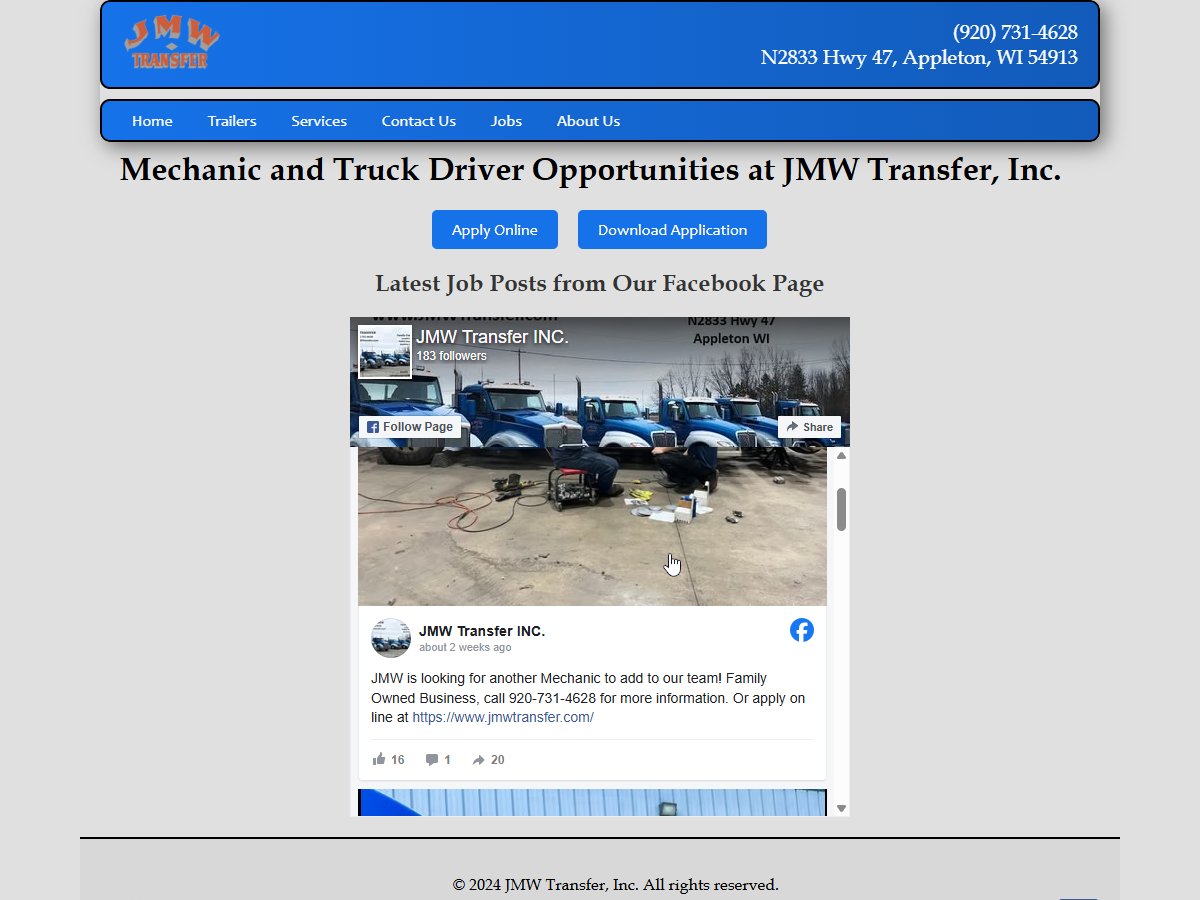 JMW
TRANSFER
(920) 731-4628
N2833 Hwy 47, Appleton, WI 54913
Home Trailers Services Contact Us Jobs About Us
Mechanic and Truck Driver Opportunities at JMW Transfer, Inc.
Apply Online Download Application
Latest Job Posts from Our Facebook Page
www.JMWTransfer.com
N2833 Hwy 47
Appleton WI
JMW Transfer INC.
183 followers
Follow Page
Share
JMW Transfer INC.
about 2 weeks ago
JMW is looking for another Mechanic to add to our team! Family
Owned Business, call 920-731-4628 for more information. Or apply on
line at https://www.jmwtransfer.com/
16 1 20
© 2024 JMW Transfer, Inc. All rights reserved.